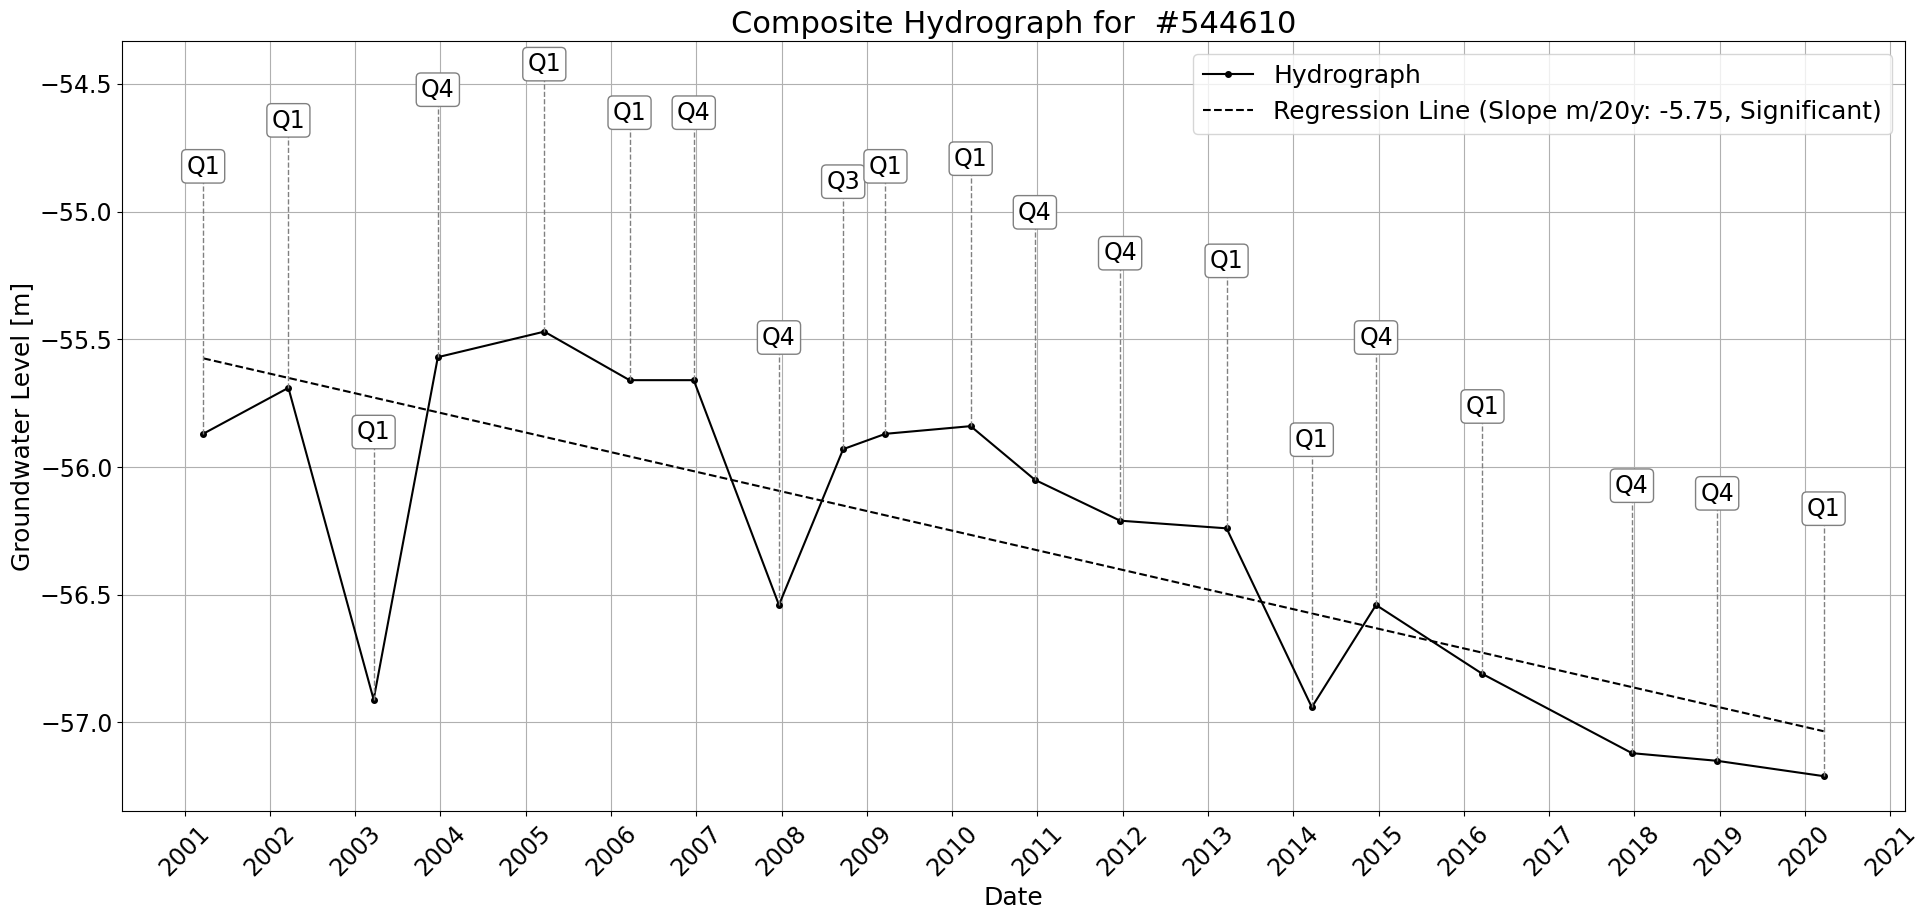 Composite Hydrograph for  #544610
Hydrograph
Regression Line (Slope m/20y: -5.75, Significant)
Groundwater Level [m]
−54.5
−55.0
−55.5
−56.0
−56.5
−57.0
Q1
Q1
Q1
Q4
Q1
Q1
Q4
Q4
Q3
Q1
Q1
Q4
Q4
Q1
Q1
Q4
Q1
Q4
Q4
Q1
2001
2002
2003
2004
2005
2006
2007
2008
2009
2010
2011
2012
2013
2014
2015
2016
2017
2018
2019
2020
2021
Date